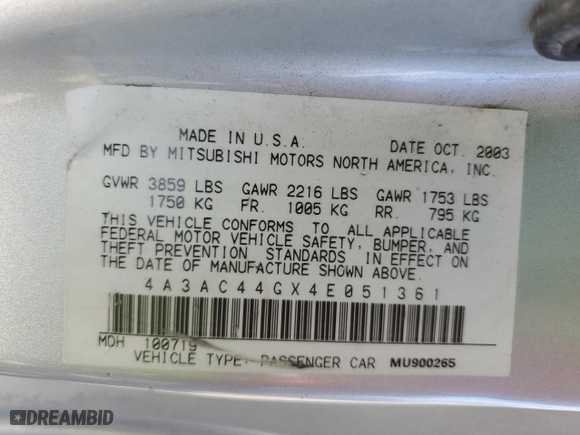 MADE IN U.S.A. DATE OCT. 2003
MFD BY MITSUBISHI MOTORS NORTH AMERICA, INC.
GVWR 3859 LBS GAWR 2216 LBS GAWR 1753 LBS
1750 KG FR. 1005 KG RR. 795 KG
THIS VEHICLE CONFORMS TO ALL APPLICABLE
FEDERAL MOTOR VEHICLE SAFETY, BUMPER, AND
THEFT PREVENTION STANDARDS IN EFFECT ON
THE DATE OF MANUFACTURE SHOWN ABOVE.
4A3AC44GX4E051361
MDH 100719
VEHICLE TYPE: PASSENGER CAR MU900265
DREAMBID